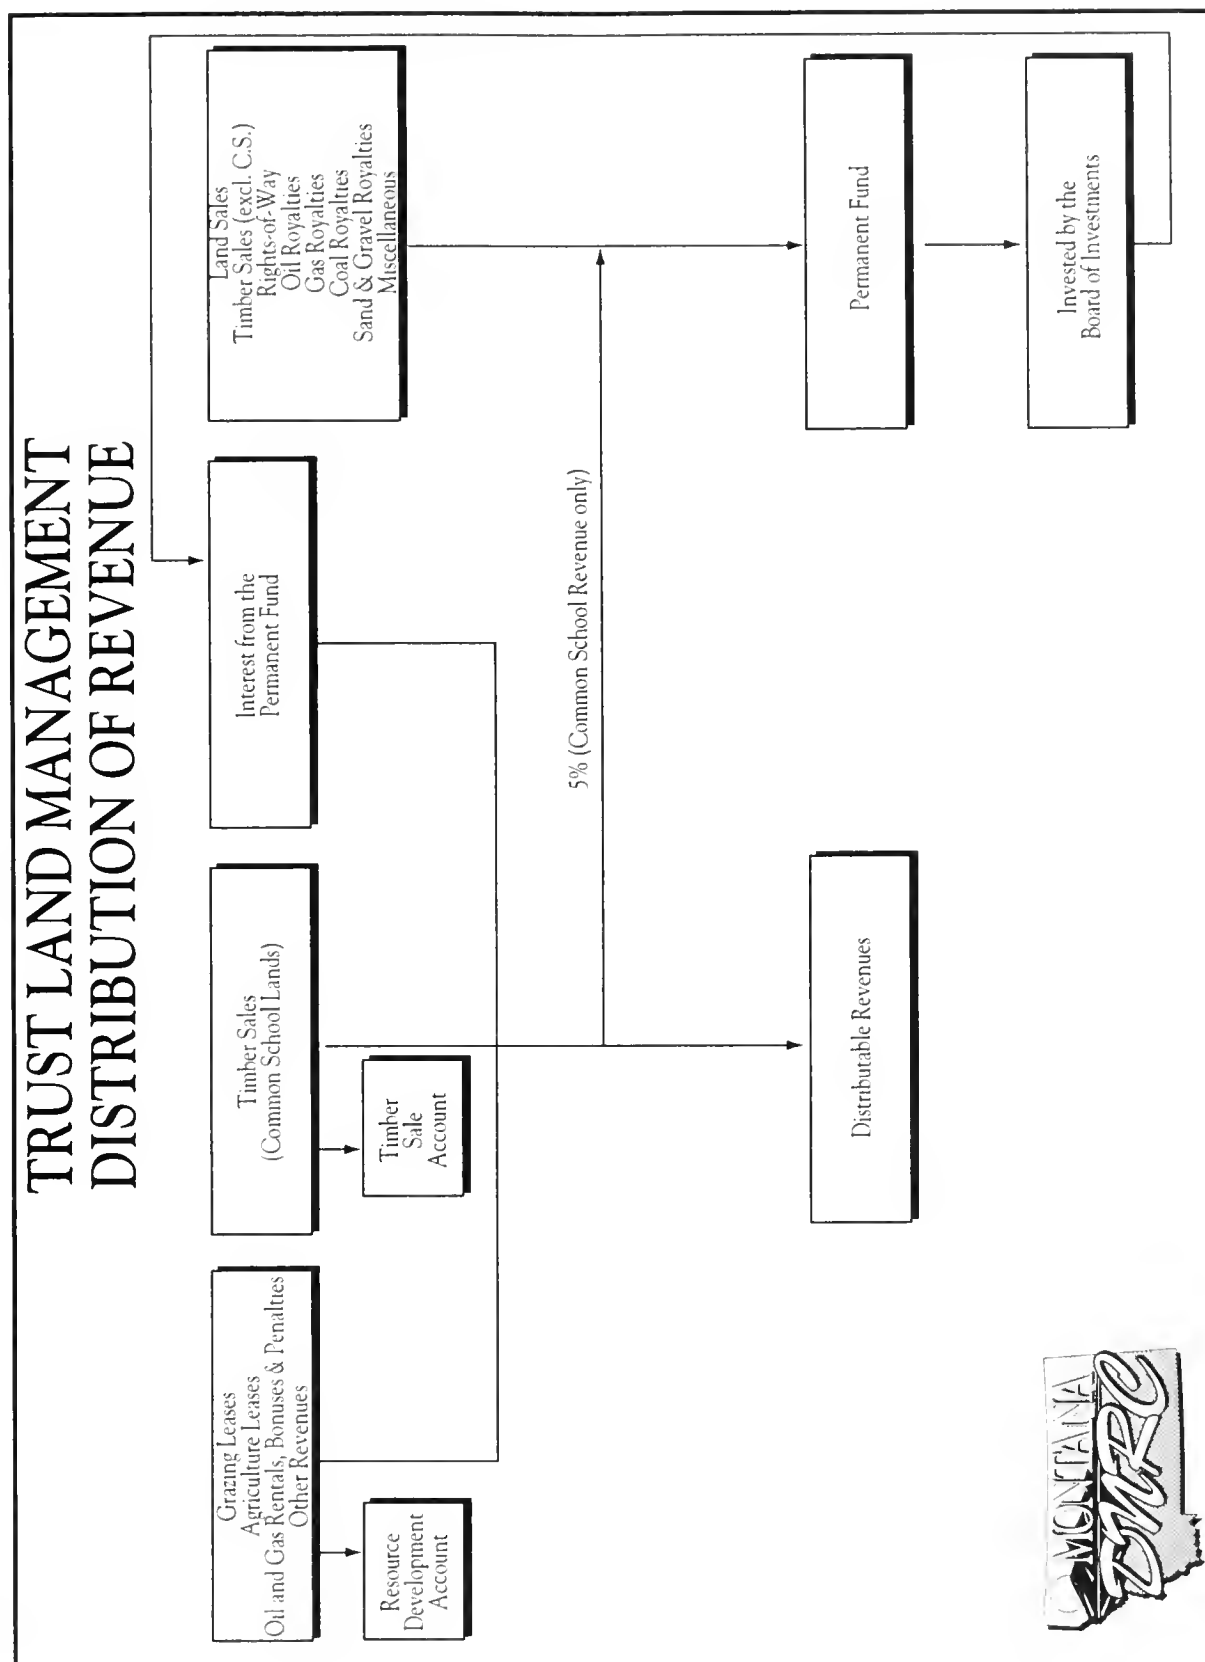 TRUST LAND MANAGEMENT
DISTRIBUTION OF REVENUE
Grazing Leases
Agriculture Leases
Oil and Gas Rentals, Bonuses & Penalties
Other Revenues
Timber Sales
(Common School Lands)
Interest from the
Permanent Fund
Land Sales
Timber Sales (excl. C.S.)
Rights-of-Way
Oil Royalties
Gas Royalties
Coal Royalties
Sand & Gravel Royalties
Miscellaneous
Resource
Development
Account
Timber
Sale
Account
5% (Common School Revenue only)
Distributable Revenues
Permanent Fund
Invested by the
Board of Investments
MONTANA
DNRC